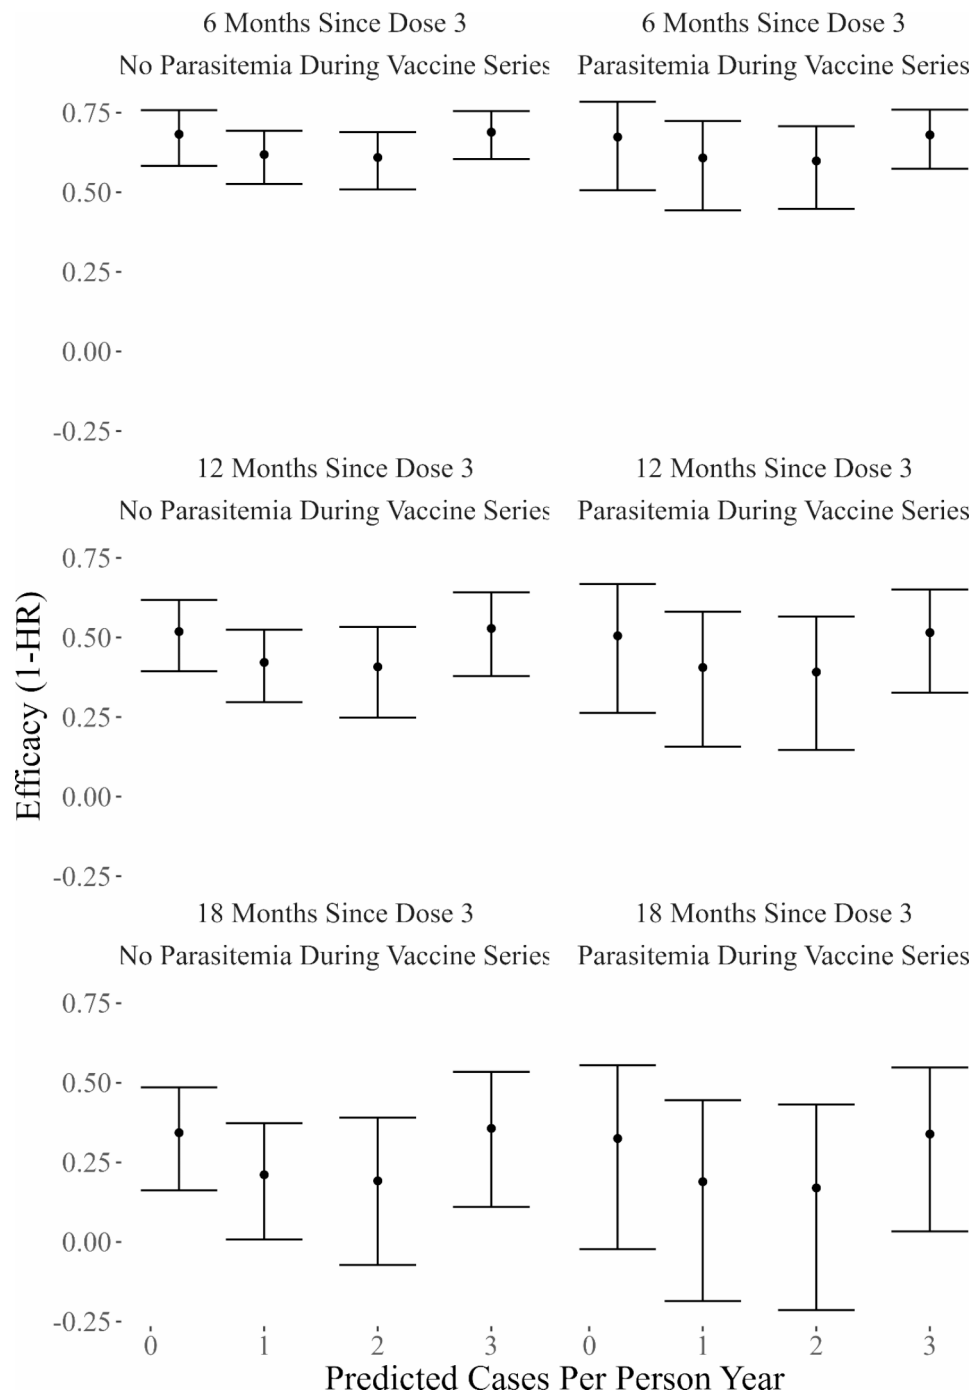 6 Months Since Dose 3
6 Months Since Dose 3
No Parasitemia During Vaccine Series
Parasitemia During Vaccine Series
0.75
0.50
0.25
0.00
-0.25
12 Months Since Dose 3
12 Months Since Dose 3
No Parasitemia During Vaccine Series
Parasitemia During Vaccine Series
Efficacy (1-HR)
0.75
0.50
0.25
0.00
-0.25
18 Months Since Dose 3
18 Months Since Dose 3
No Parasitemia During Vaccine Series
Parasitemia During Vaccine Series
0.75
0.50
0.25
0.00
-0.25
0 1 2 3
0 1 2 3
Predicted Cases Per Person Year